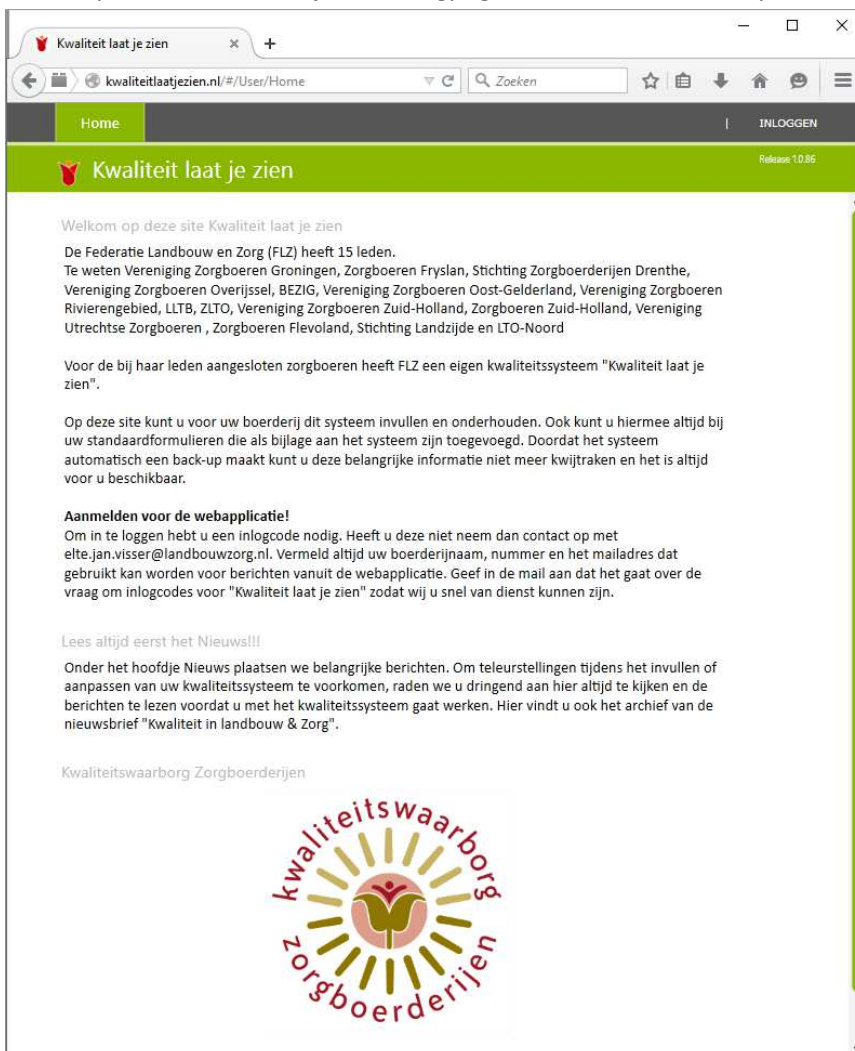 Kwaliteit laat je zien
kwaliteitlaatjezien.nl/#/User/Home
Zoeken
Home
| INLOGGEN
Kwaliteit laat je zien
Release 1.0.86
Welkom op deze site Kwaliteit laat je zien
De Federatie Landbouw en Zorg (FLZ) heeft 15 leden.
Te weten Vereniging Zorgboeren Groningen, Zorgboeren Fryslan, Stichting Zorgboerderijen Drenthe,
Vereniging Zorgboeren Overijssel, BEZIG, Vereniging Zorgboeren Oost-Gelderland, Vereniging Zorgboeren
Rivierengebied, LLTB, ZLTO, Vereniging Zorgboeren Zuid-Holland, Zorgboeren Zuid-Holland, Vereniging
Utrechtse Zorgboeren , Zorgboeren Flevoland, Stichting Landzijde en LTO-Noord
Voor de bij haar leden aangesloten zorgboeren heeft FLZ een eigen kwaliteitssysteem "Kwaliteit laat je
zien".
Op deze site kunt u voor uw boerderij dit systeem invullen en onderhouden. Ook kunt u hiermee altijd bij
uw standaardformulieren die als bijlage aan het systeem zijn toegevoegd. Doordat het systeem
automatisch een back-up maakt kunt u deze belangrijke informatie niet meer kwijtraken en het is altijd
voor u beschikbaar.
Aanmelden voor de webapplicatie!
Om in te loggen hebt u een inlogcode nodig. Heeft u deze niet neem dan contact op met
elte.jan.visser@landbouwzorg.nl. Vermeld altijd uw boerderijnaam, nummer en het mailadres dat
gebruikt kan worden voor berichten vanuit de webapplicatie. Geef in de mail aan dat het gaat over de
vraag om inlogcodes voor "Kwaliteit laat je zien" zodat wij u snel van dienst kunnen zijn.
Lees altijd eerst het Nieuws!!!
Onder het hoofdje Nieuws plaatsen we belangrijke berichten. Om teleurstellingen tijdens het invullen of
aanpassen van uw kwaliteitssysteem te voorkomen, raden we u dringend aan hier altijd te kijken en de
berichten te lezen voordat u met het kwaliteitssysteem gaat werken. Hier vindt u ook het archief van de
nieuwsbrief "Kwaliteit in landbouw & Zorg".
Kwaliteitswaarborg Zorgboerderijen
kwaliteitswaarborg
zorgboerderijen